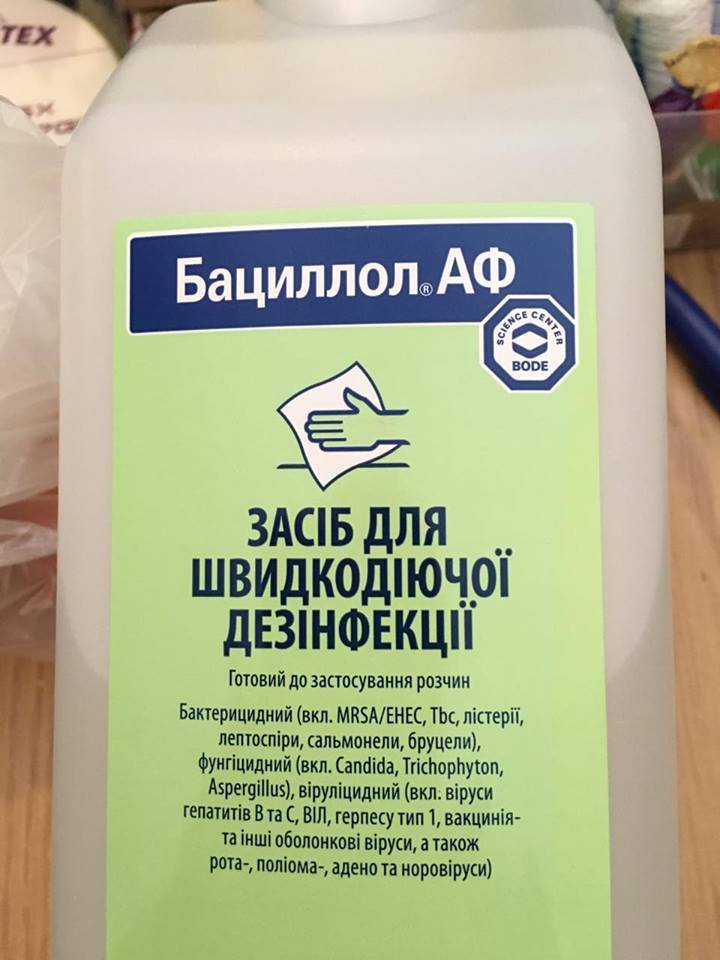 TEX
Бациллол® АФ
SCIENCE CENTER
BODE
ЗАСІБ ДЛЯ
ШВИДКОДІЮЧОЇ
ДЕЗІНФЕКЦІЇ
Готовий до застосування розчин
Бактерицидний (вкл. MRSA/EHEC, Tbc, лістерії,
лептоспіри, сальмонели, бруцели),
фунгіцидний (вкл. Candida, Trichophyton,
Aspergillus), віруліцидний (вкл. віруси
гепатитів В та С, ВІЛ, герпесу тип 1, вакцинія-
та інші оболонкові віруси, а також
рота-, поліома-, адено та норовіруси)